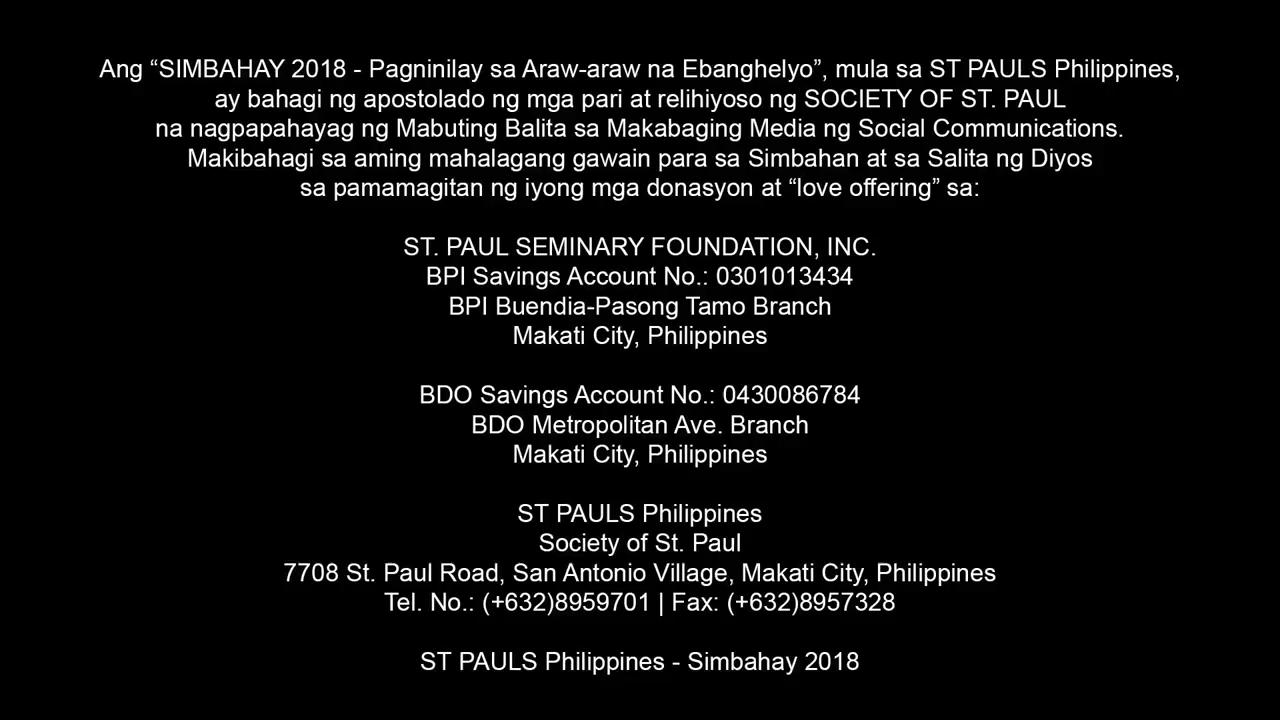 Ang “SIMBAHAY 2018 - Pagninilay sa Araw-araw na Ebanghelyo”, mula sa ST PAULS Philippines,
ay bahagi ng apostolado ng mga pari at relihiyoso ng SOCIETY OF ST. PAUL
na nagpapahayag ng Mabuting Balita sa Makabaging Media ng Social Communications.
Makibahagi sa aming mahalagang gawain para sa Simbahan at sa Salita ng Diyos
sa pamamagitan ng iyong mga donasyon at “love offering” sa:
ST. PAUL SEMINARY FOUNDATION, INC.
BPI Savings Account No.: 0301013434
BPI Buendia-Pasong Tamo Branch
Makati City, Philippines
BDO Savings Account No.: 0430086784
BDO Metropolitan Ave. Branch
Makati City, Philippines
ST PAULS Philippines
Society of St. Paul
7708 St. Paul Road, San Antonio Village, Makati City, Philippines
Tel. No.: (+632)8959701 | Fax: (+632)8957328
ST PAULS Philippines - Simbahay 2018